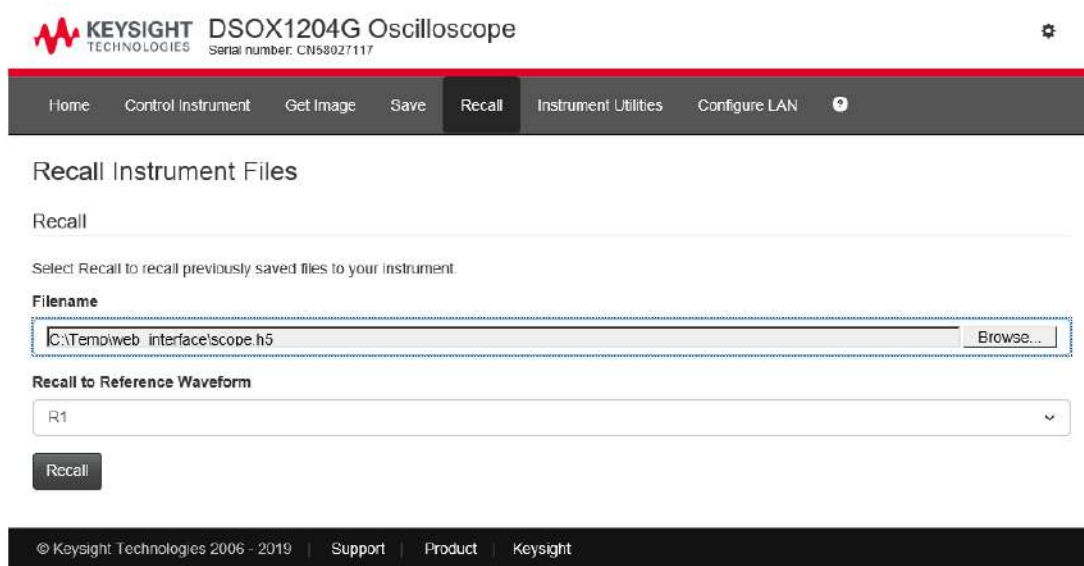 KEYSIGHT
TECHNOLOGIES
DSOX1204G Oscilloscope
Serial number: CN58027117
Home Control Instrument Get Image Save Recall Instrument Utilities Configure LAN ?
Recall Instrument Files
Recall
Select Recall to recall previously saved files to your instrument.
Filename
C:\Temp\web_interface\scope.h5 Browse...
Recall to Reference Waveform
R1
Recall
© Keysight Technologies 2006 - 2019 | Support | Product | Keysight